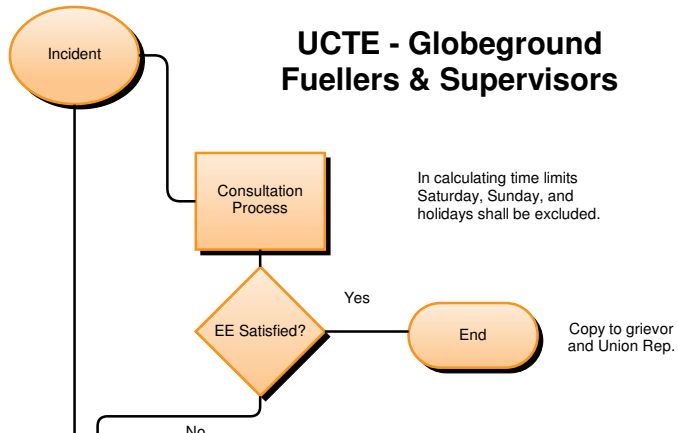 UCTE - Globeground
Fuellers & Supervisors
Incident
Consultation
Process
In calculating time limits
Saturday, Sunday, and
holidays shall be excluded.
Yes
EE Satisfied?
End
Copy to grievor
and Union Rep.
No